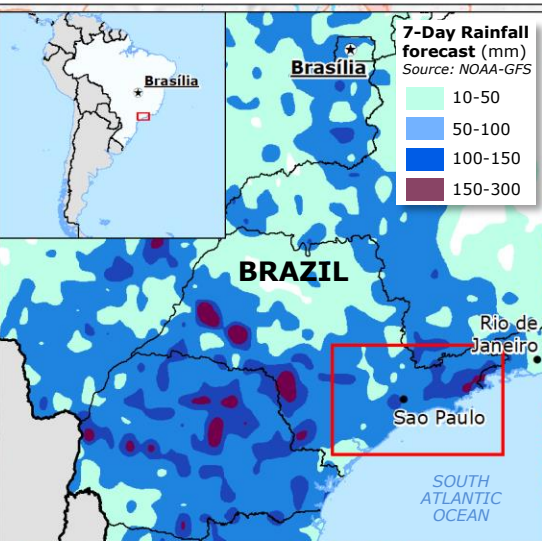 7-Day Rainfall
forecast (mm)
Source: NOAA-GFS
10-50
50-100
100-150
150-300
Brasília
Brasília
BRAZIL
Rio de
Janeiro
Sao Paulo
SOUTH
ATLANTIC
OCEAN